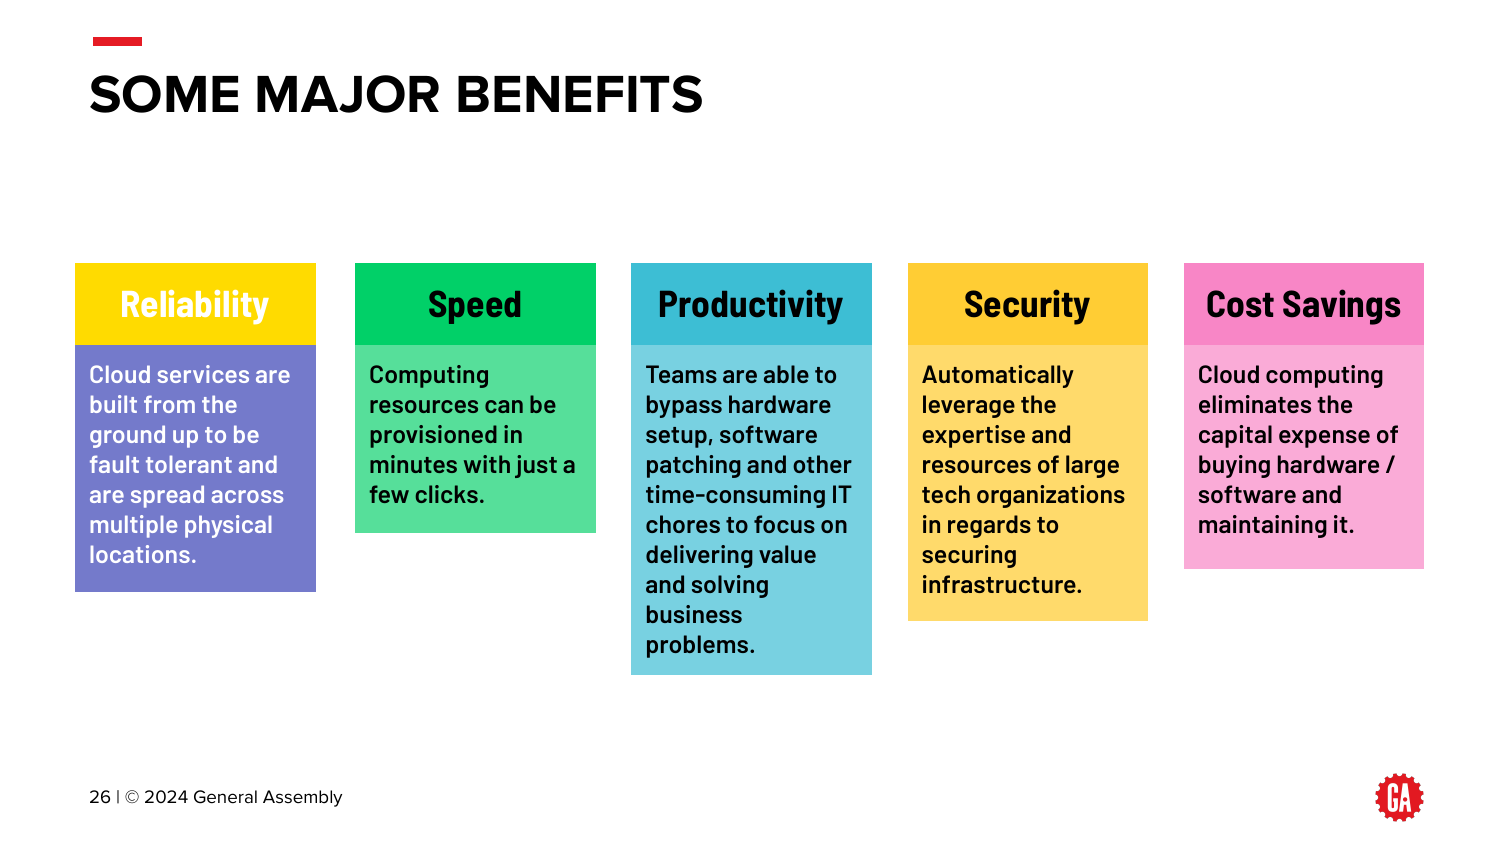 SOME MAJOR BENEFITS
Reliability
Cloud services are
built from the
ground up to be
fault tolerant and
are spread across
multiple physical
locations.
Speed
Computing
resources can be
provisioned in
minutes with just a
few clicks.
Productivity
Teams are able to
bypass hardware
setup, software
patching and other
time-consuming IT
chores to focus on
delivering value
and solving
business
problems.
Security
Automatically
leverage the
expertise and
resources of large
tech organizations
in regards to
securing
infrastructure.
Cost Savings
Cloud computing
eliminates the
capital expense of
buying hardware /
software and
maintaining it.
26 | © 2024 General Assembly
GA